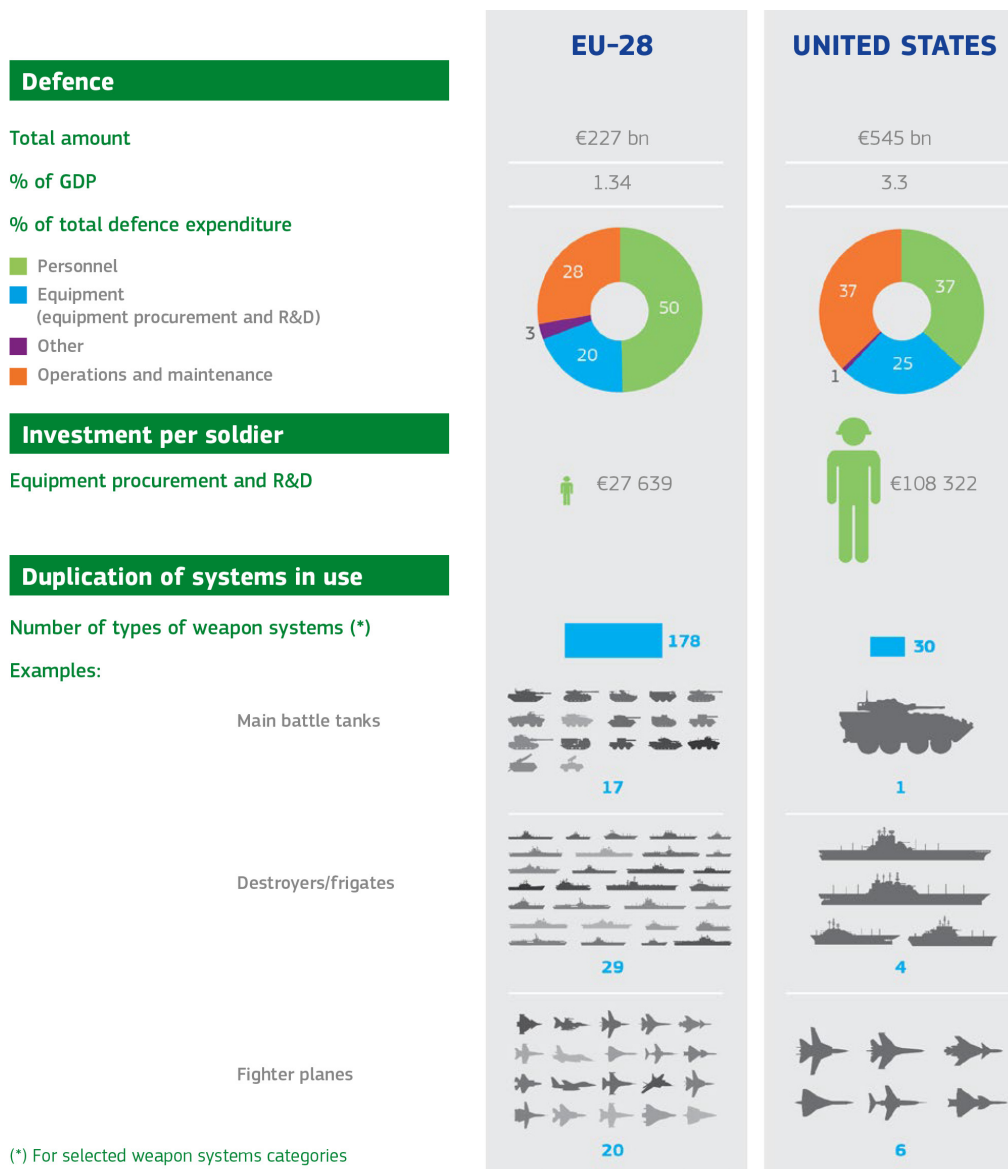 EU-28
UNITED STATES
Defence
Total amount
€227 bn
€545 bn
% of GDP
1.34
3.3
% of total defence expenditure
Personnel
Equipment
(equipment procurement and R&D)
Other
Operations and maintenance
28
50
3
20
37
37
1
25
Investment per soldier
Equipment procurement and R&D
€27 639
€108 322
Duplication of systems in use
Number of types of weapon systems (*)
178
30
Examples:
Main battle tanks
17
1
Destroyers/frigates
29
4
Fighter planes
20
6
(*) For selected weapon systems categories